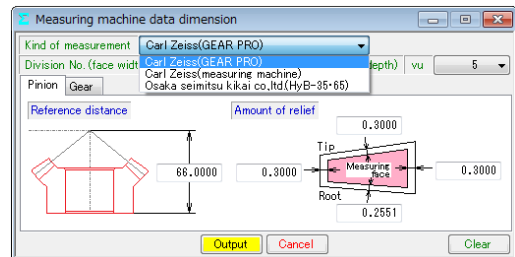 Measuring machine data dimension
Kind of measurement Carl Zeiss(GEAR PRO)
Carl Zeiss(GEAR PRO)
Division No.(face widt depth) vu 5
Carl Zeiss(measuring machine)
Osaka seimitsu kikai co,ltd.(HyB-35・65)
Pinion Gear
Reference distance Amount of relief
0.3000
Tip
66.0000 0.3000 Measuring face 0.3000
Root
0.2551
Output Cancel Clear